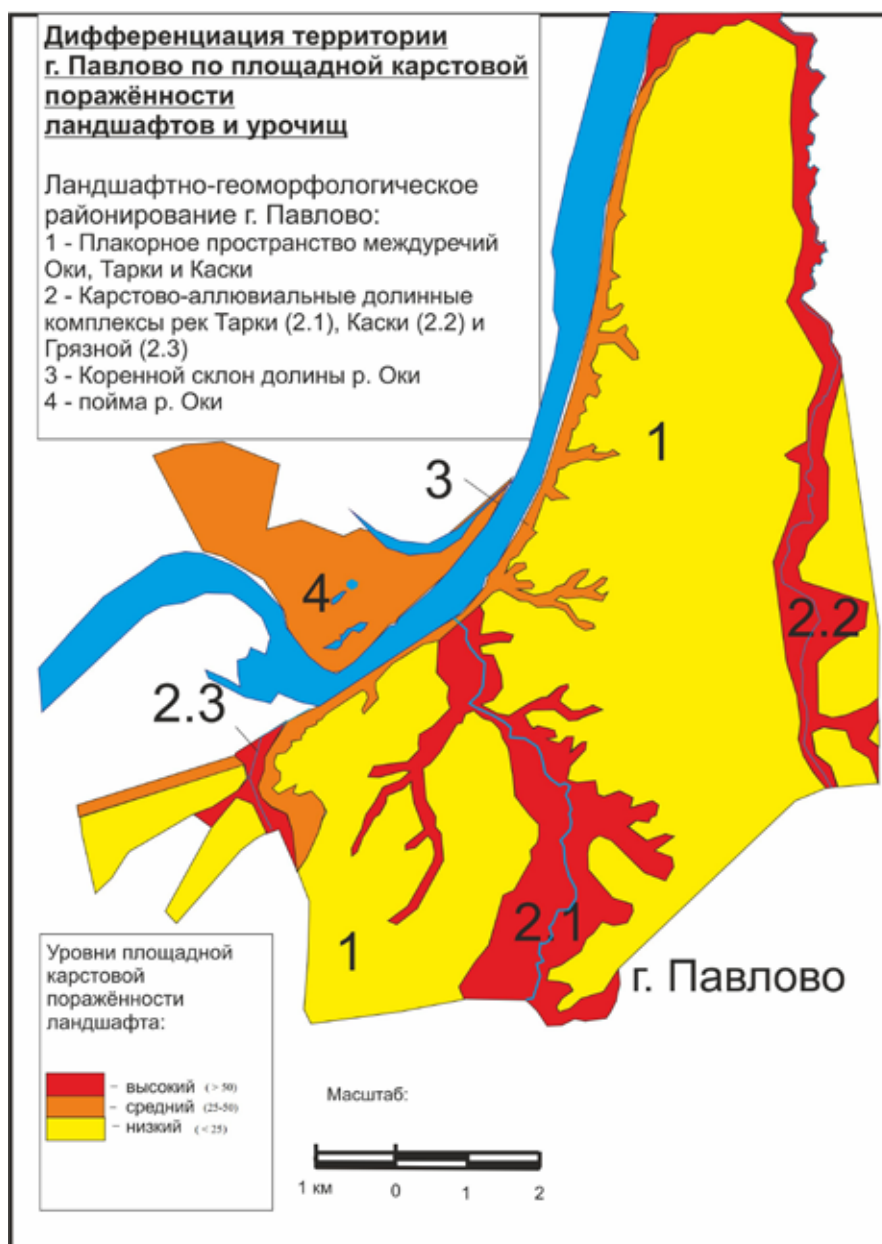 Дифференциация территории
г. Павлово по площадной карстовой
поражённости
ландшафтов и урочищ
Ландшафтно-геоморфологическое
районирование г. Павлово:
1 - Плакорное пространство междуречий
Оки, Тарки и Каски
2 - Карстово-аллювиальные долинные
комплексы рек Тарки (2.1), Каски (2.2) и
Грязной (2.3)
3 - Коренной склон долины р. Оки
4 - пойма р. Оки
1
3
4
2.2
2.3
2.1
1
г. Павлово
Уровни площадной
карстовой
поражённости
ландшафта:
- высокий (> 50)
- средний (25-50)
- низкий (< 25)
Масштаб:
1 км 0 1 2